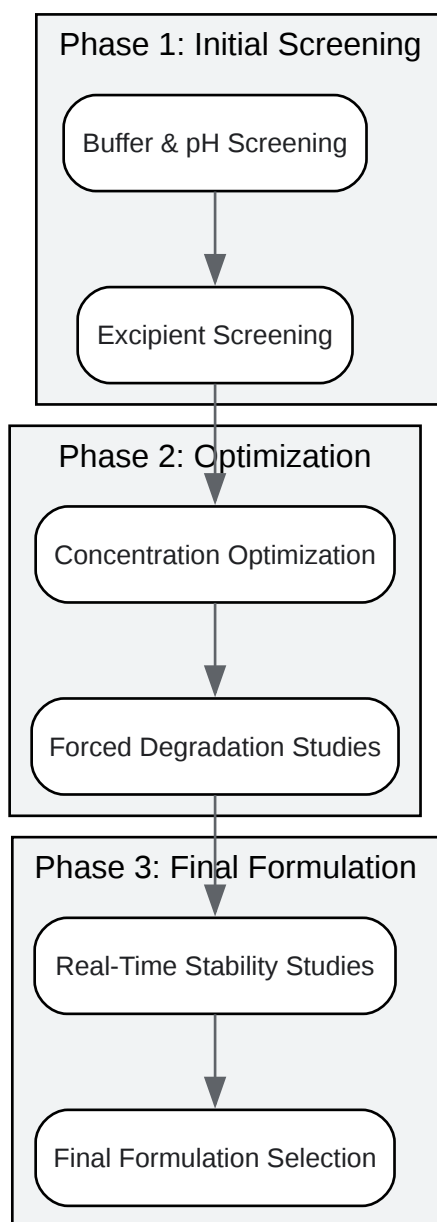 Phase 1: Initial Screening
Buffer & pH Screening
Excipient Screening
Phase 2: Optimization
Concentration Optimization
Forced Degradation Studies
Phase 3: Final Formulation
Real-Time Stability Studies
Final Formulation Selection